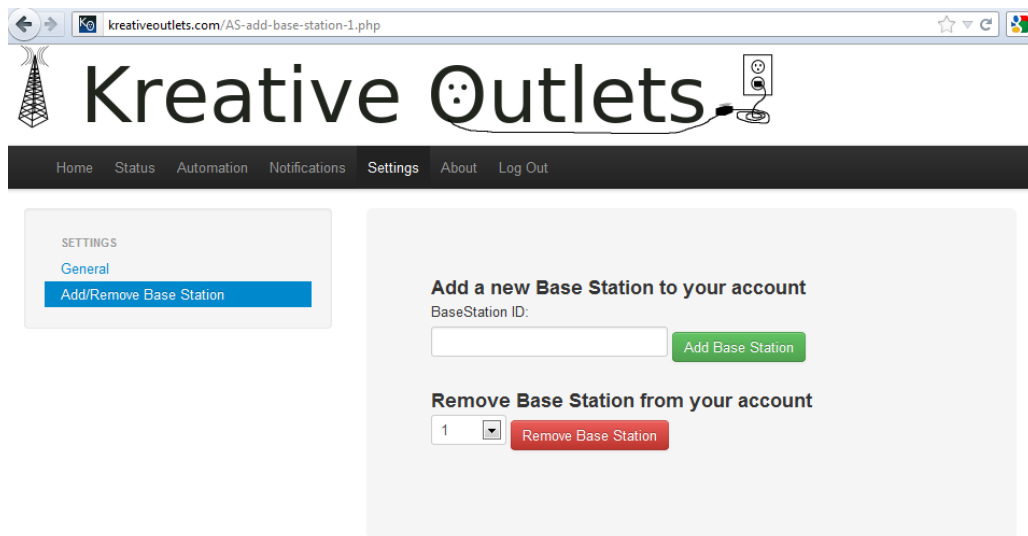 kreativeoutlets.com/AS-add-base-station-1.php
Kreative Outlets
Home Status Automation Notifications Settings About Log Out
SETTINGS
General
Add/Remove Base Station
Add a new Base Station to your account
BaseStation ID:
Add Base Station
Remove Base Station from your account
1
Remove Base Station